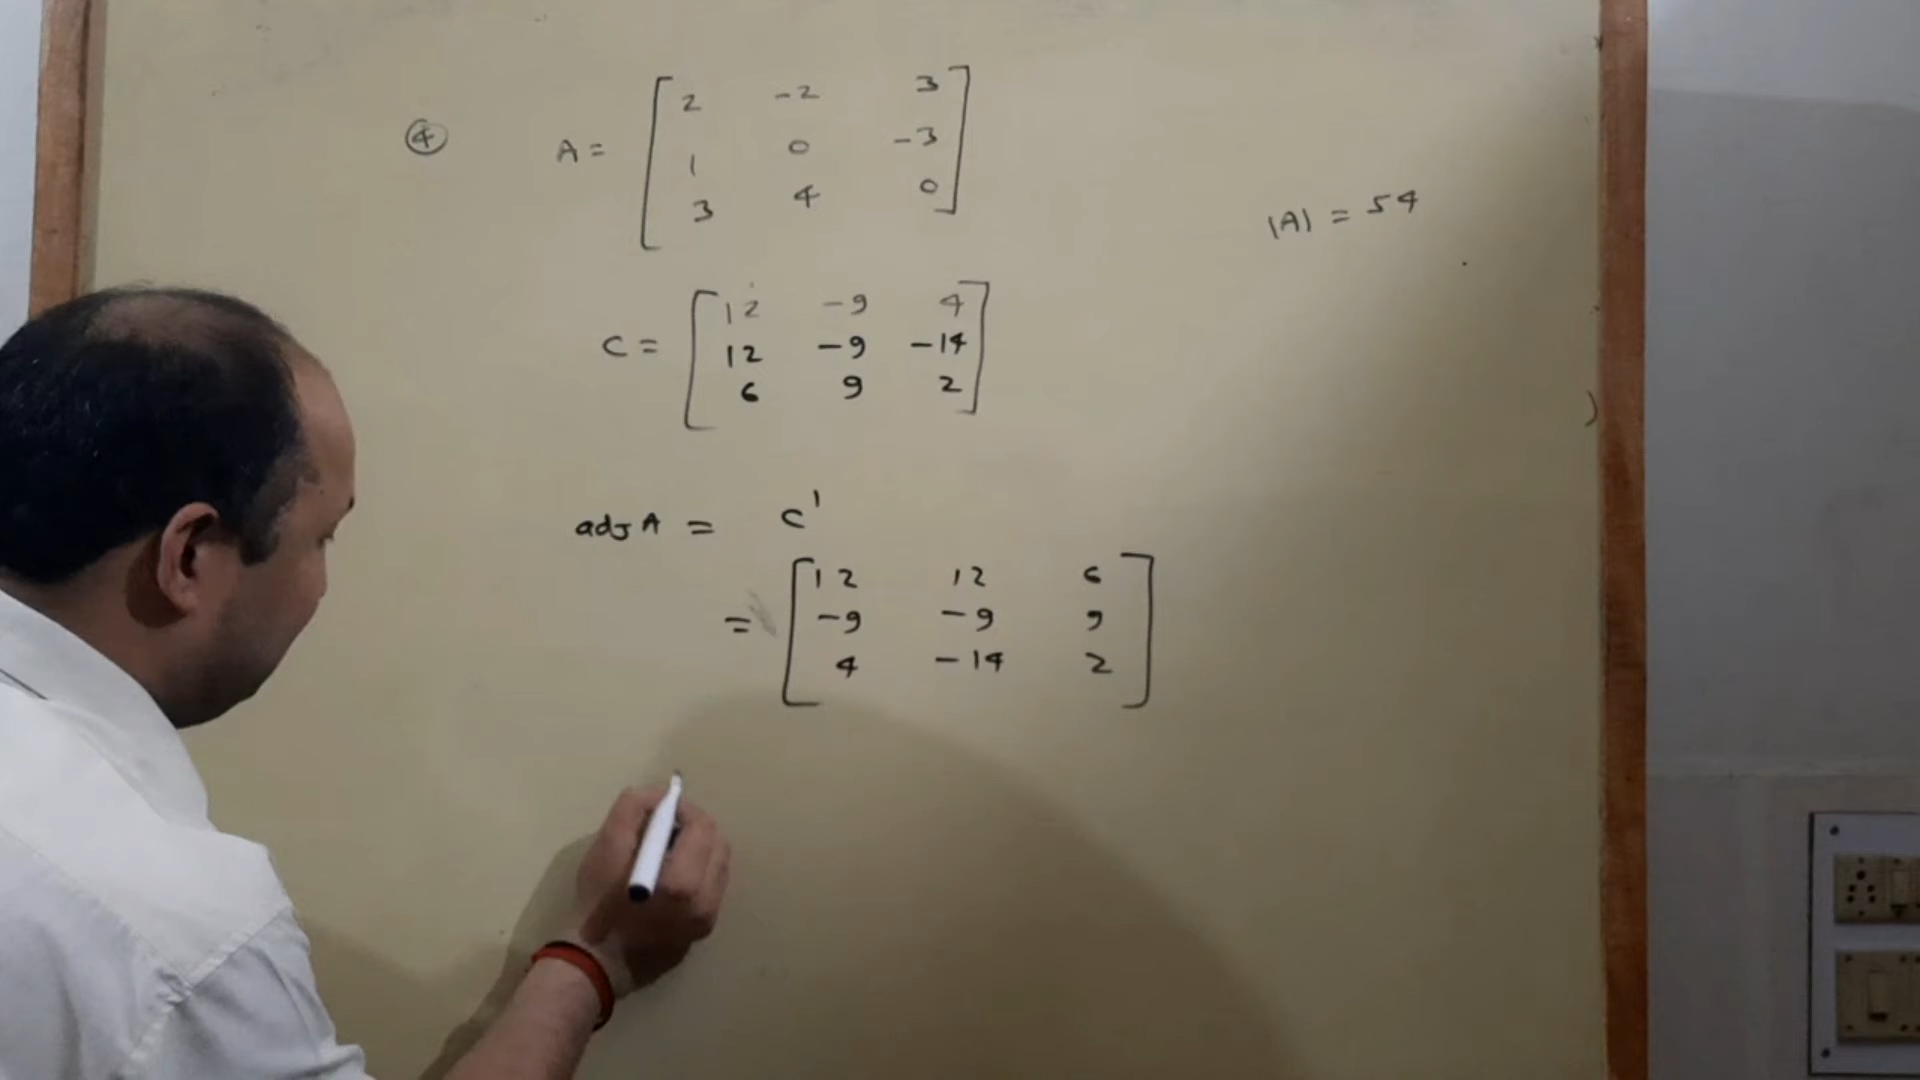 ④ A = [ 2 -2 3
1 0 -3
3 4 0 ]
|A| = 54
C = [ 12 -9 4
12 -9 -14
6 9 2 ]
adj A = C'
= [ 12 12 6
-9 -9 9
4 -14 2 ]